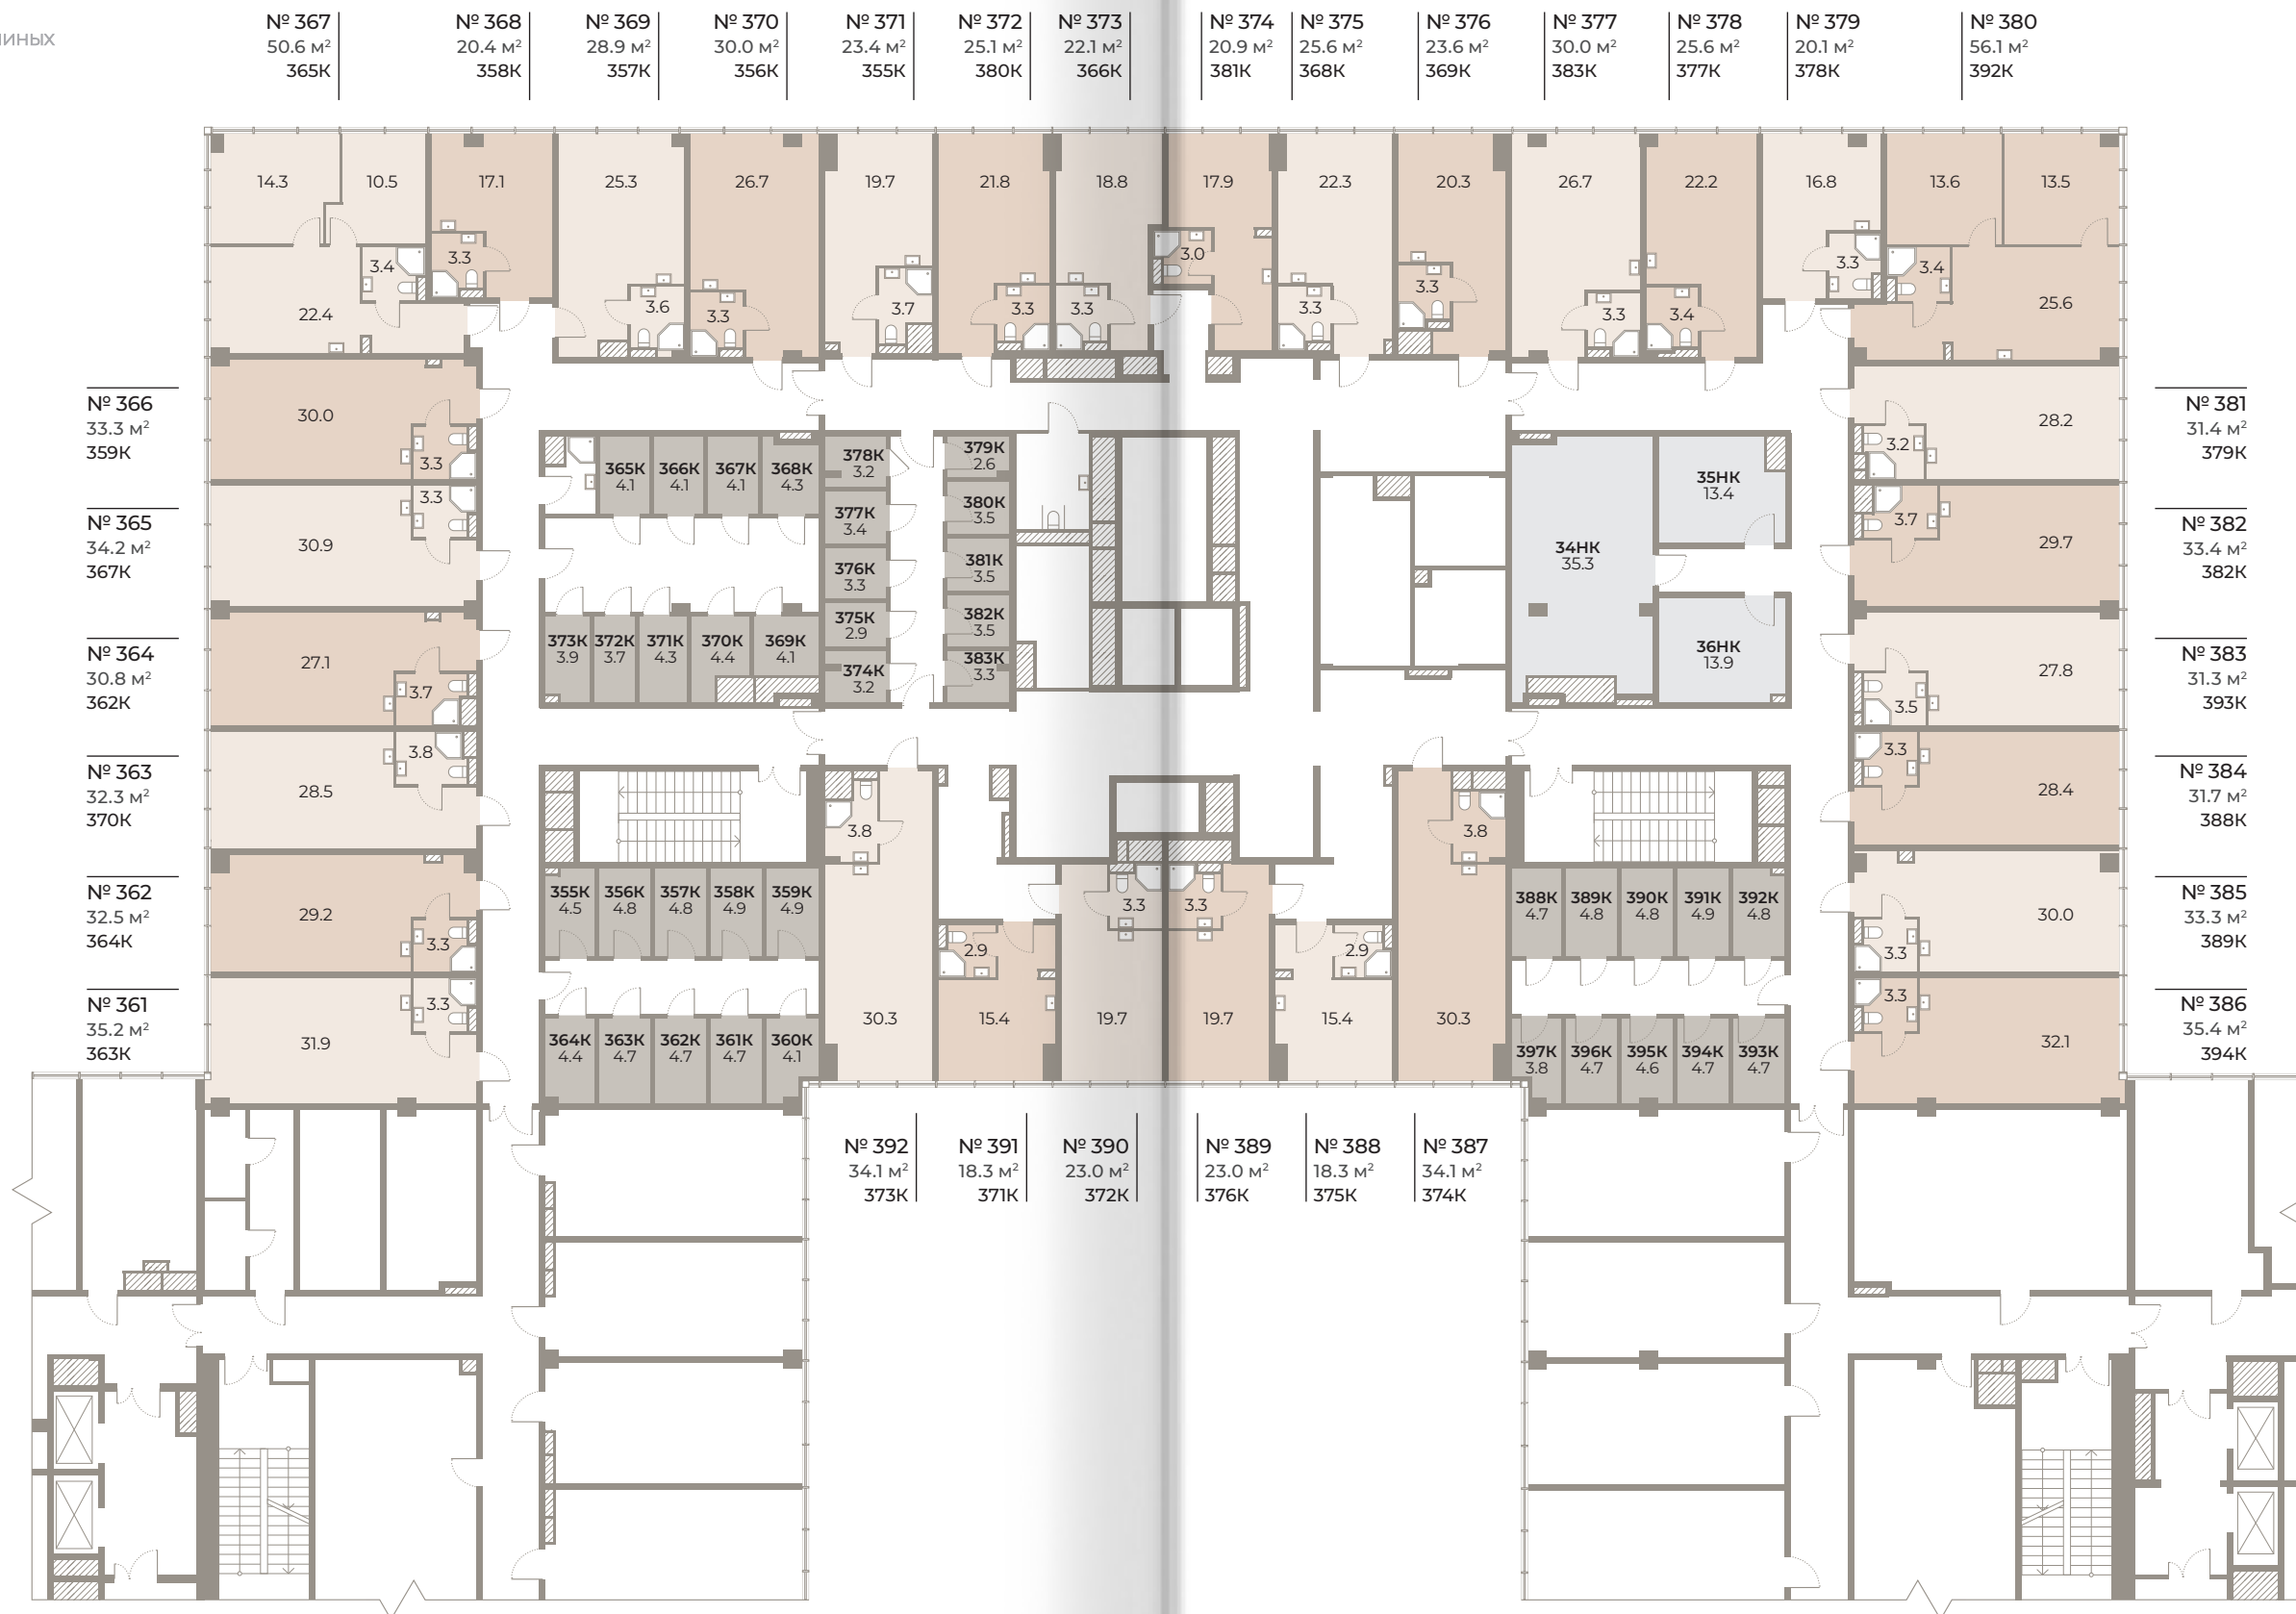 № 367
50.6 м²
365К
№ 368
20.4 м²
358К
№ 369
28.9 м²
357К
№ 370
30.0 м²
356К
№ 371
23.4 м²
355К
№ 372
25.1 м²
380К
№ 373
22.1 м²
366К
№ 374
20.9 м²
381К
№ 375
25.6 м²
368К
№ 376
23.6 м²
369К
№ 377
30.0 м²
383К
№ 378
25.6 м²
377К
№ 379
20.1 м²
378К
№ 380
56.1 м²
392К
14.3
10.5
17.1
25.3
26.7
19.7
21.8
18.8
17.9
22.3
20.3
26.7
22.2
16.8
13.6
13.5
3.4
3.3
3.6
3.3
3.7
3.3
3.3
3.0
3.3
3.3
3.3
3.4
3.3
3.4
22.4
25.6
№ 366
33.3 м²
359К
№ 365
34.2 м²
367К
№ 364
30.8 м²
362К
№ 363
32.3 м²
370К
№ 362
32.5 м²
364К
№ 361
35.2 м²
363К
30.0
3.3
3.3
30.9
27.1
3.7
3.8
28.5
29.2
3.3
3.3
31.9
365К
4.1
366К
4.1
367К
4.1
368К
4.3
373К
3.9
372К
3.7
371К
4.3
370К
4.4
369К
4.1
378К
3.2
377К
3.4
376К
3.3
375К
2.9
374К
3.2
379К
2.6
380К
3.5
381К
3.5
382К
3.5
383К
3.3
34НК
35.3
35НК
13.4
36НК
13.9
28.2
3.2
3.7
29.7
27.8
3.5
3.3
28.4
30.0
3.3
3.3
32.1
№ 381
31.4 м²
379К
№ 382
33.4 м²
382К
№ 383
31.3 м²
393К
№ 384
31.7 м²
388К
№ 385
33.3 м²
389К
№ 386
35.4 м²
394К
355К
4.5
356К
4.8
357К
4.8
358К
4.9
359К
4.9
364К
4.4
363К
4.7
362К
4.7
361К
4.7
360К
4.1
3.8
30.3
2.9
15.4
3.3
19.7
3.3
19.7
2.9
15.4
3.8
30.3
388К
4.7
389К
4.8
390К
4.8
391К
4.9
392К
4.8
397К
3.8
396К
4.7
395К
4.6
394К
4.7
393К
4.7
№ 392
34.1 м²
373К
№ 391
18.3 м²
371К
№ 390
23.0 м²
372К
№ 389
23.0 м²
376К
№ 388
18.3 м²
375К
№ 387
34.1 м²
374К